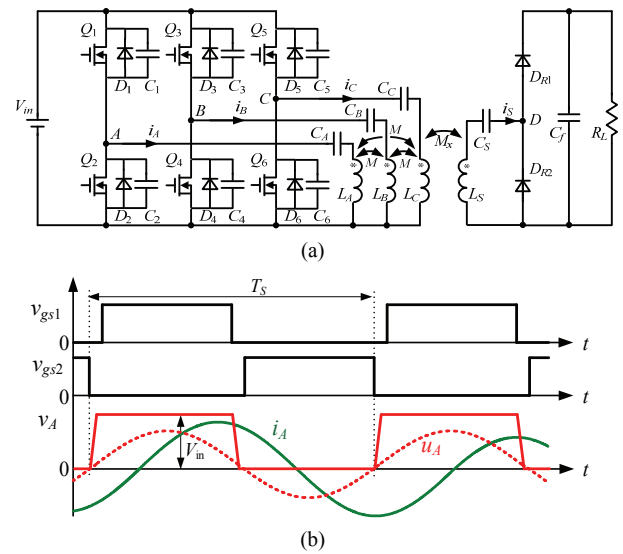 Q1 Q3 Q5
D1 C1 D3 C3 D5 C5
Vin
A iA B iB C iC
CA CB CC
M M M Mx
CS iS D
DR1 DR2
Cf RL
Q2 Q4 Q6
D2 C2 D4 C4 D6 C6
* * * *
LA LB LC LS
(a)
TS
vgs1
0 t
vgs2
0 t
vA iA uA
Vin
0 t
(b)